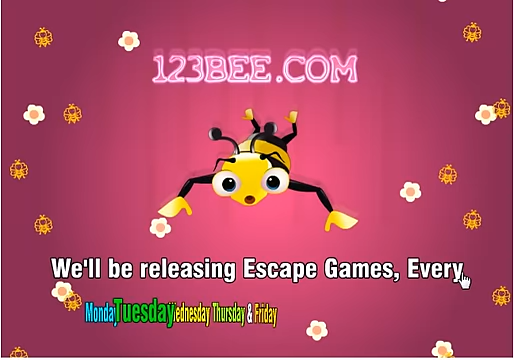 123BEE.COM
We'll be releasing Escape Games, Every
Monday Tuesday Wednesday Thursday & Friday